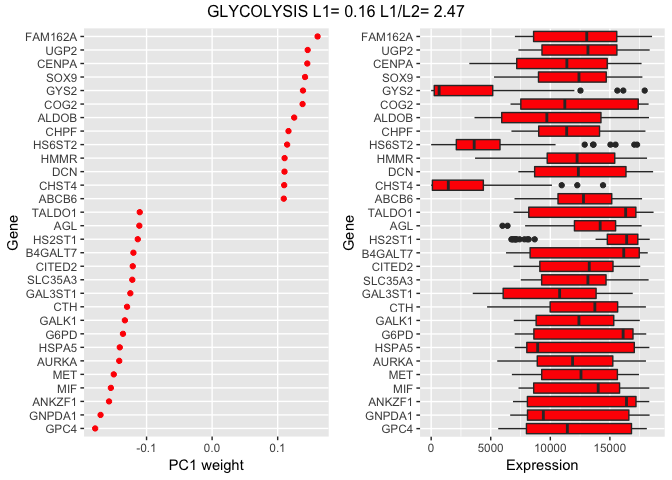 GLYCOLYSIS L1= 0.16 L1/L2= 2.47
Gene
FAM162A
UGP2
CENPA
SOX9
GYS2
COG2
ALDOB
CHPF
HS6ST2
HMMR
DCN
CHST4
ABCB6
TALDO1
AGL
HS2ST1
B4GALT7
CITED2
SLC35A3
GAL3ST1
CTH
GALK1
G6PD
HSPA5
AURKA
MET
MIF
ANKZF1
GNPDA1
GPC4
-0.1 0.0 0.1
PC1 weight
Gene
FAM162A
UGP2
CENPA
SOX9
GYS2
COG2
ALDOB
CHPF
HS6ST2
HMMR
DCN
CHST4
ABCB6
TALDO1
AGL
HS2ST1
B4GALT7
CITED2
SLC35A3
GAL3ST1
CTH
GALK1
G6PD
HSPA5
AURKA
MET
MIF
ANKZF1
GNPDA1
GPC4
0 5000 10000 15000
Expression